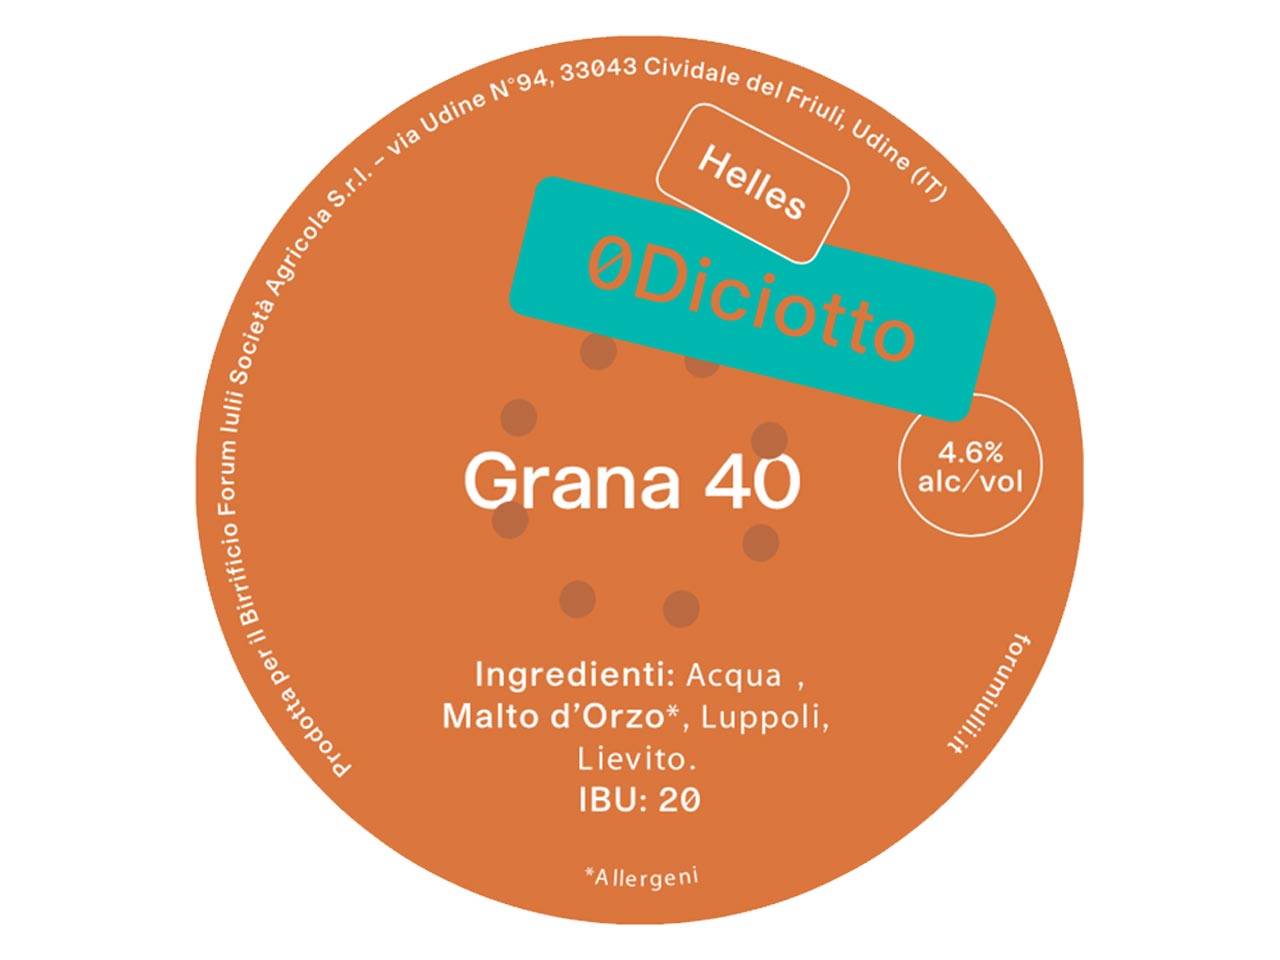 Prodotta per il Birrificio Forum Iulii Società Agricola S.r.l. – via Udine N°94, 33043 Cividale del Friuli, Udine (IT)
Helles
0Diciotto
4.6%
alc/vol
Grana 40
Ingredienti: Acqua ,
Malto d’Orzo*, Luppoli,
Lievito.
IBU: 20
*Allergeni
forumiulii.it